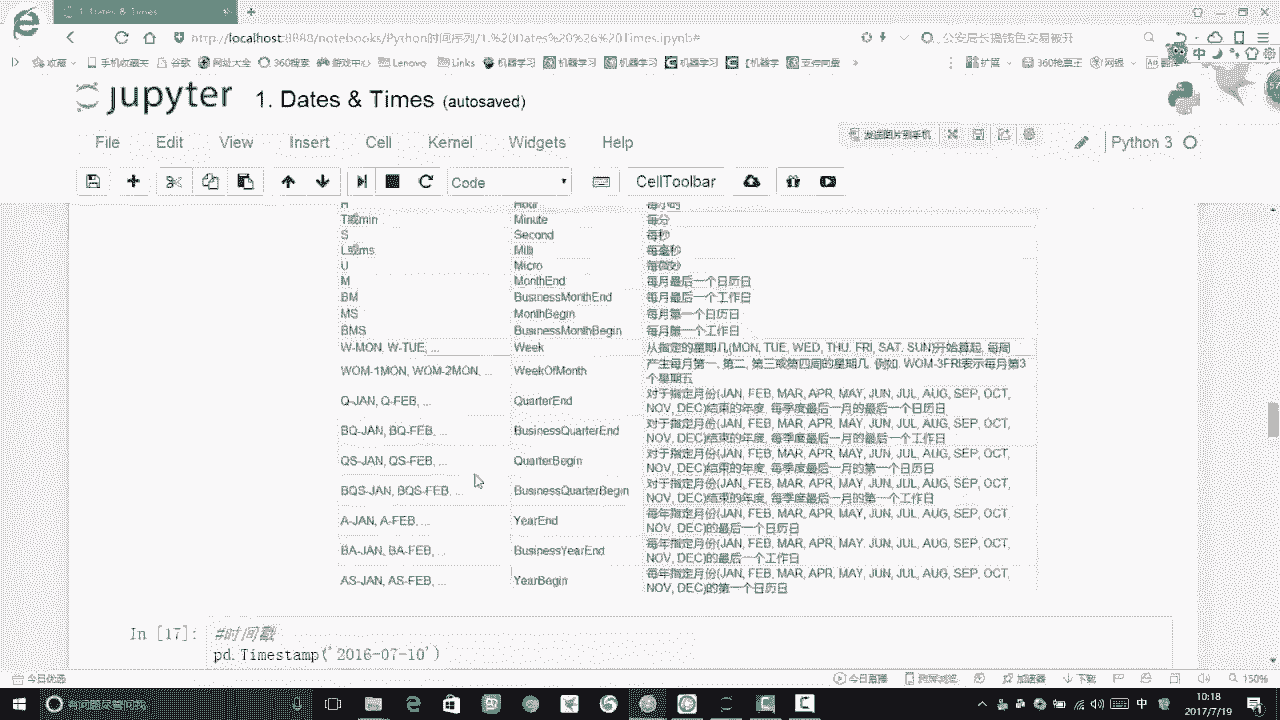 1. Dates & Times
http://localhost:8888/notebooks/Python时间序列/1.%20Dates%20%26%20Times.ipynb#
公安局长搞钱色交易被开
收藏 手机收藏夹 谷歌 网址大全 360搜索 游戏中心 Lenovo Links 机器学习 机器学习 机器学习 机器学习 【机器学 支持向量 » 扩展 360抢票王 网银
中
jupyter 1. Dates & Times (autosaved)
File Edit View Insert Cell Kernel Widgets Help
发送图片到手机
Python 3
Code CellToolbar
H Hour 每小时
T或min Minute 每分
S Second 每秒
L或ms Milli 每毫秒
U Micro 每微秒
M MonthEnd 每月最后一个日历日
BM BusinessMonthEnd 每月最后一个工作日
MS MonthBegin 每月第一个日历日
BMS BusinessMonthBegin 每月第一个工作日
W-MON, W-TUE, ... Week 从指定的星期几(MON, TUE, WED, THU, FRI, SAT, SUN)开始算起, 每周
WOM-1MON, WOM-2MON, ... WeekOfMonth 产生每月第一, 第二, 第三或第四周的星期几, 例如, WOM-3FRI表示每月第3
个星期五
Q-JAN, Q-FEB, ... QuarterEnd 对于指定月份(JAN, FEB, MAR, APR, MAY, JUN, JUL, AUG, SEP, OCT,
NOV, DEC)结束的年度, 每季度最后一月的最后一个日历日
BQ-JAN, BQ-FEB, ... BusinessQuarterEnd 对于指定月份(JAN, FEB, MAR, APR, MAY, JUN, JUL, AUG, SEP, OCT,
NOV, DEC)结束的年度, 每季度最后一月的最后一个工作日
QS-JAN, QS-FEB, ... QuarterBegin 对于指定月份(JAN, FEB, MAR, APR, MAY, JUN, JUL, AUG, SEP, OCT,
NOV, DEC)结束的年度, 每季度最后一月的第一个日历日
BQS-JAN, BQS-FEB, ... BusinessQuarterBegin 对于指定月份(JAN, FEB, MAR, APR, MAY, JUN, JUL, AUG, SEP, OCT,
NOV, DEC)结束的年度, 每季度最后一月的第一个工作日
A-JAN, A-FEB, ... YearEnd 每年指定月份(JAN, FEB, MAR, APR, MAY, JUN, JUL, AUG, SEP, OCT,
NOV, DEC)的最后一个日历日
BA-JAN, BA-FEB, ... BusinessYearEnd 每年指定月份(JAN, FEB, MAR, APR, MAY, JUN, JUL, AUG, SEP, OCT,
NOV, DEC)的最后一个工作日
AS-JAN, AS-FEB, ... YearBegin 每年指定月份(JAN, FEB, MAR, APR, MAY, JUN, JUL, AUG, SEP, OCT,
NOV, DEC)的第一个日历日
In [17]: #时间戳
pd.Timestamp('2016-07-10')
今日优选 今日直播 跨屏浏览 加速器 下载 150%
中 10:18
2017/7/19